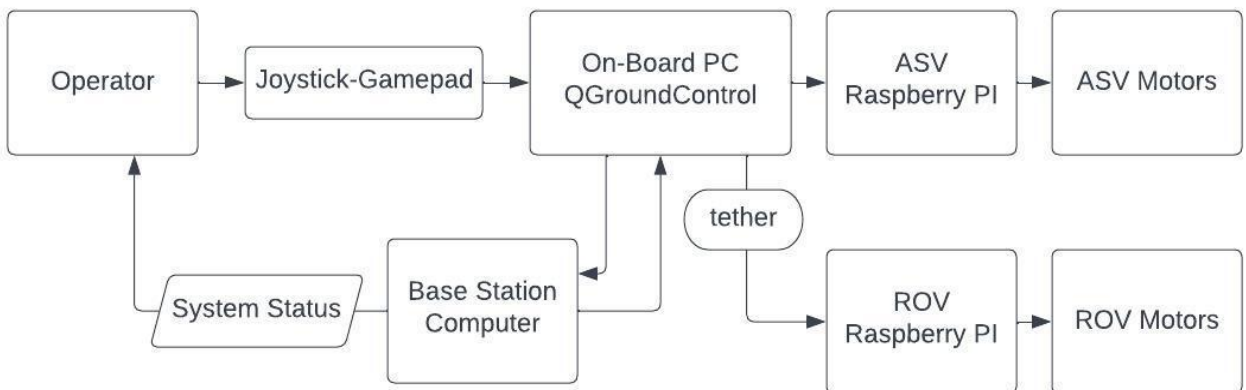 Operator
Joystick-Gamepad
On-Board PC
QGroundControl
ASV
Raspberry PI
ASV Motors
tether
System Status
Base Station
Computer
ROV
Raspberry PI
ROV Motors